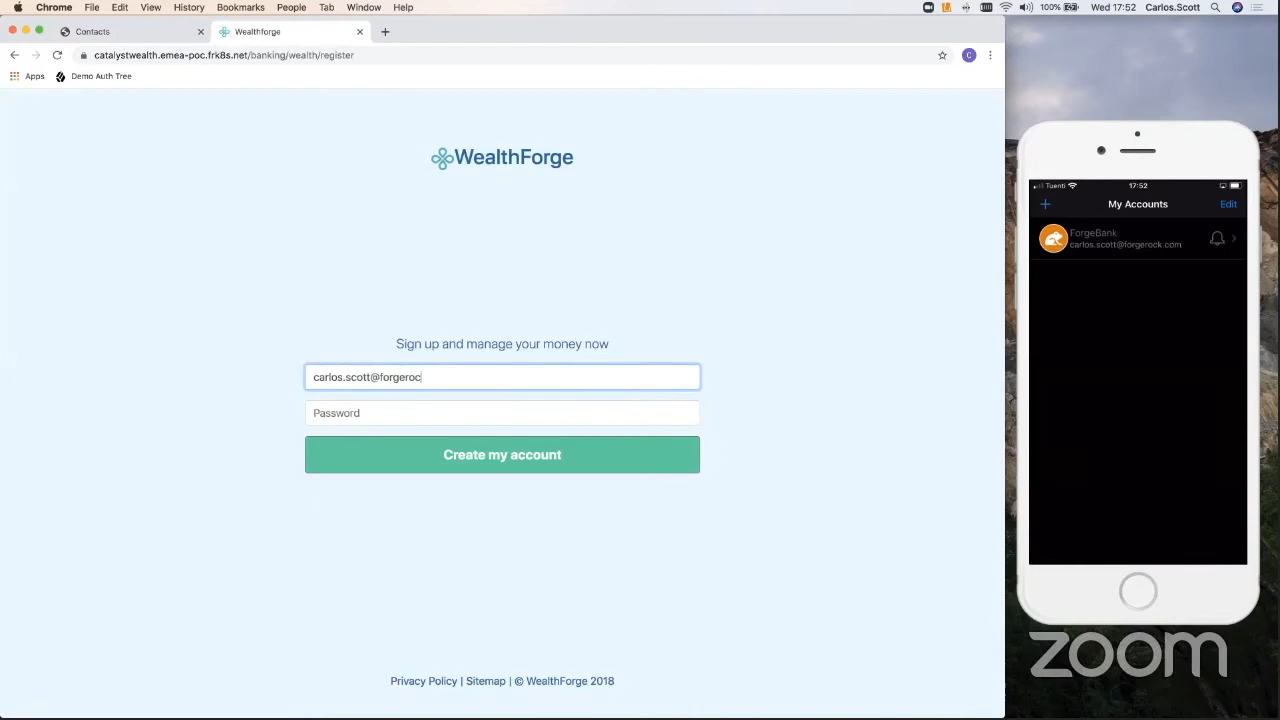 Chrome File Edit View History Bookmarks People Tab Window Help 100% Wed 17:52 Carlos.Scott
Contacts
Wealthforge
catalystwealth.emea-poc.frk8s.net/banking/wealth/register
C
Apps Demo Auth Tree
WealthForge
Sign up and manage your money now
carlos.scott@forgeroc
Password
Create my account
Privacy Policy | Sitemap | © WealthForge 2018
Tuenti 17:52
My Accounts Edit
ForgeBank
carlos.scott@forgerock.com
zoom